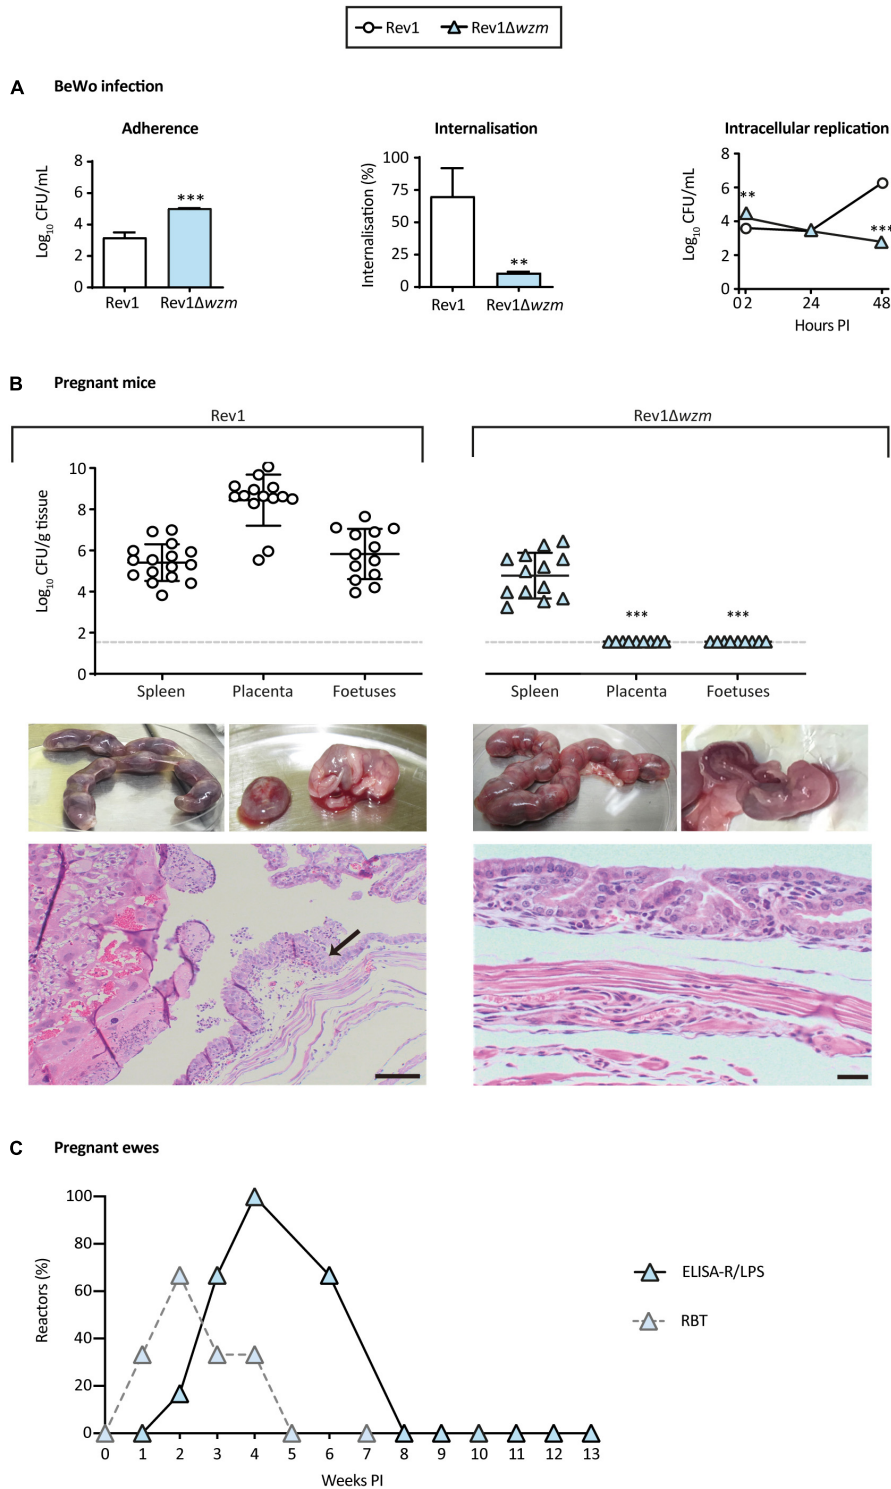 Rev1 Rev1Δwzm
A BeWo infection
Adherence
Log10 CFU/mL
8
6
4
2
0
***
Rev1 Rev1Δwzm
Internalisation
Internalisation (%)
100
75
50
25
0
**
Rev1 Rev1Δwzm
Intracellular replication
Log10 CFU/mL
8
6
4
2
0
**
***
0 2 24 48
Hours PI
B Pregnant mice
Rev1
Rev1Δwzm
Log10 CFU/g tissue
10
8
6
4
2
0
Spleen Placenta Foetuses
*** ***
Spleen Placenta Foetuses
C Pregnant ewes
Reactors (%)
100
80
60
40
20
0
0 1 2 3 4 5 6 7 8 9 10 11 12 13
Weeks PI
ELISA-R/LPS
RBT